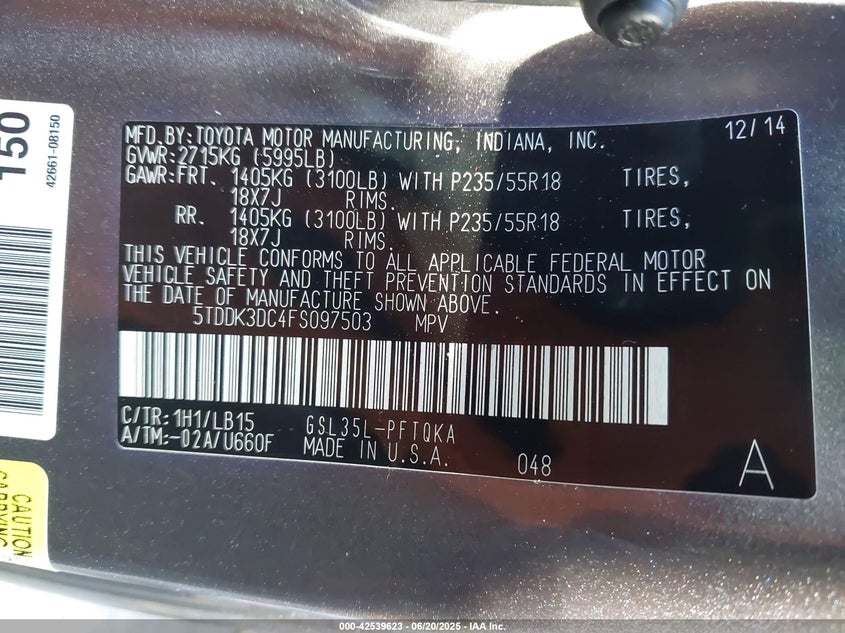 150
42661-08150
MFD.BY:TOYOTA MOTOR MANUFACTURING, INDIANA, INC. 12/14
GVWR:2715KG (5995LB)
GAWR:FRT. 1405KG (3100LB) WITH P235/55R18 TIRES,
18X7J RIMS.
RR. 1405KG (3100LB) WITH P235/55R18 TIRES,
18X7J RIMS.
THIS VEHICLE CONFORMS TO ALL APPLICABLE FEDERAL MOTOR
VEHICLE SAFETY AND THEFT PREVENTION STANDARDS IN EFFECT ON
THE DATE OF MANUFACTURE SHOWN ABOVE.
5TDDK3DC4FS097503 MPV
C/TR:1H1/LB15 GSL35L-PFTQKA
A/TM:-02A/U660F MADE IN U.S.A. 048 A
CAUTION
000-42539623 - 06/20/2025 - IAA Inc.